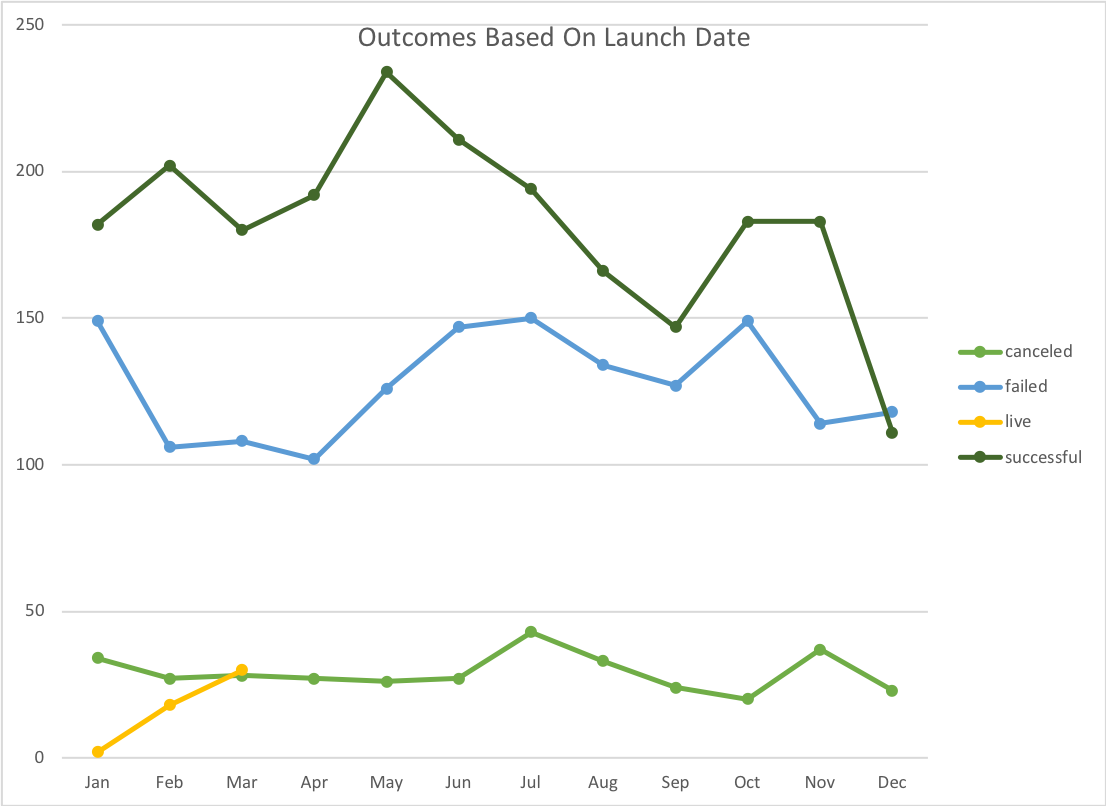 Outcomes Based On Launch Date
250
200
150
100
50
0
Jan Feb Mar Apr May Jun Jul Aug Sep Oct Nov Dec
canceled
failed
live
successful